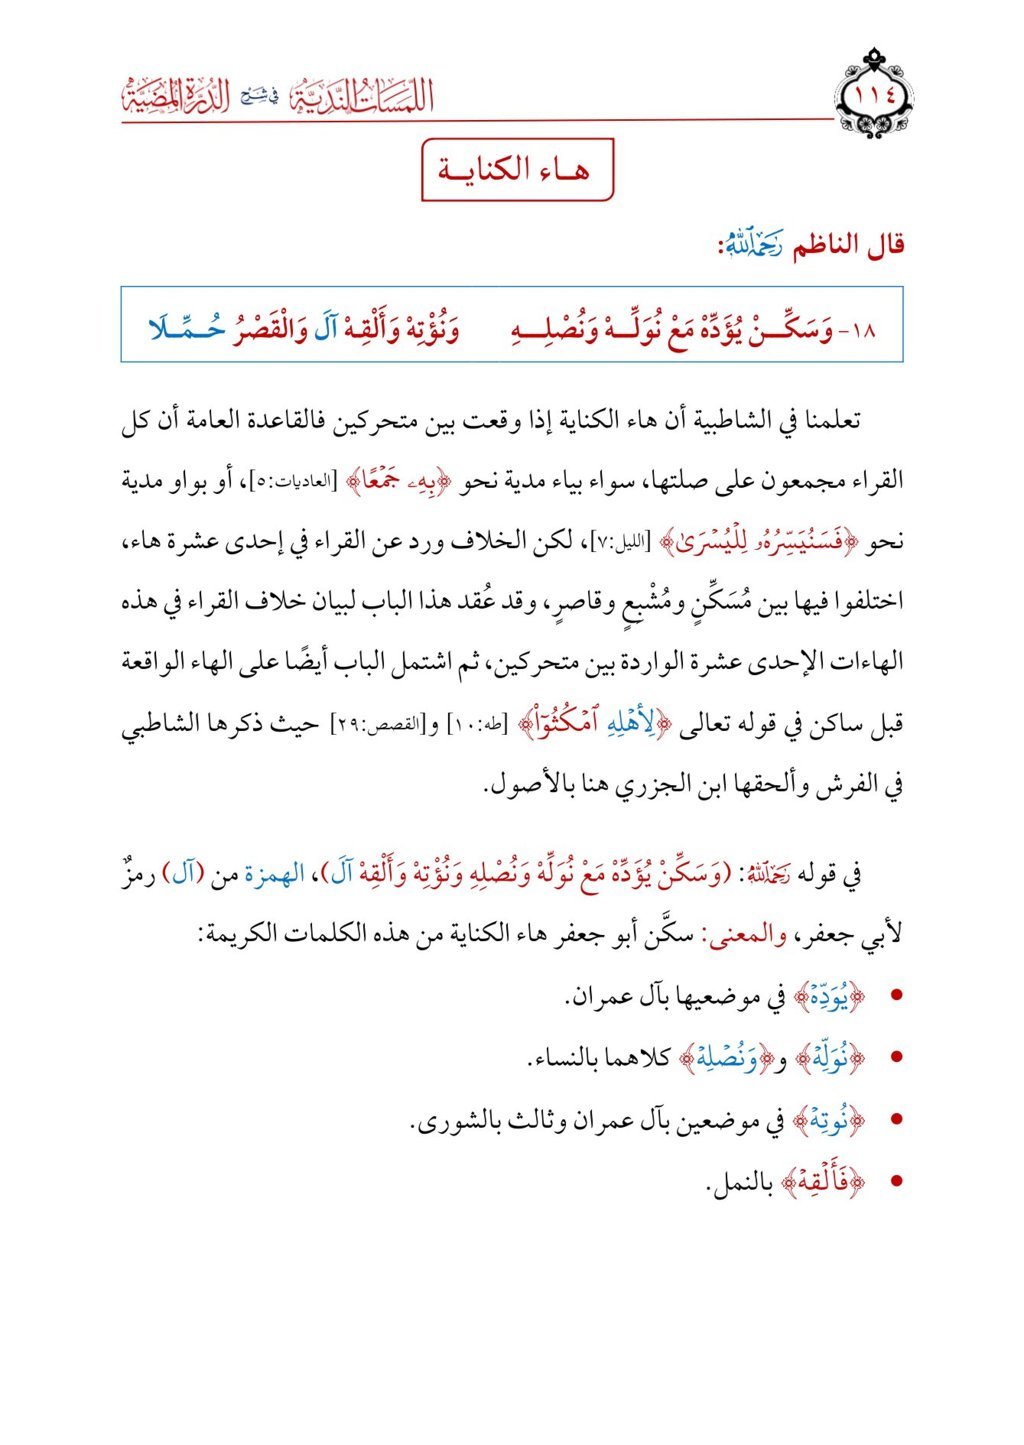 اللمسات الندية في شرح الدرة المضية
١١٤
هـاء الكنايـة
قال الناظم رَحِمَهُ ٱللَّهُ:
١٨- وَسَكِّـنْ يُؤَدِّهْ مَعْ نُوَلِّـهْ وَنُصْلِـهِ وَنُؤْتِهْ وَأَلْقِـهْ آلَ وَالْقَصْرُ حُـمِّـلَا
تعلمنا في الشاطبية أن هاء الكناية إذا وقعت بين متحركين فالقاعدة العامة أن كل
القراء مجمعون على صلتها، سواء بياء مدية نحو ﴿بِهِۦ جَمۡعًا﴾ [العاديات:٥]، أو بواو مدية
نحو ﴿فَسَنُيَسِّرُهُۥ لِلۡيُسۡرَىٰ﴾ [الليل:٧]، لكن الخلاف ورد عن القراء في إحدى عشرة هاء،
اختلفوا فيها بين مُسَكِّنٍ ومُشْبِعٍ وقاصرٍ، وقد عُقد هذا الباب لبيان خلاف القراء في هذه
الهاءات الإحدى عشرة الواردة بين متحركين، ثم اشتمل الباب أيضًا على الهاء الواقعة
قبل ساكن في قوله تعالى ﴿لِأَهۡلِهِ ٱمۡكُثُوٓاْ﴾ [طه:١٠] و[القصص:٢٩] حيث ذكرها الشاطبي
في الفرش وألحقها ابن الجزري هنا بالأصول.
في قوله رَحِمَهُ ٱللَّهُ: (وَسَكِّنْ يُؤَدِّهْ مَعْ نُوَلِّهْ وَنُصْلِهِ وَنُؤْتِهْ وَأَلْقِهْ آلَ)، الهمزة من (آل) رمزٌ
لأبي جعفر، والمعنى: سكَّن أبو جعفر هاء الكناية من هذه الكلمات الكريمة:
• ﴿يُوَدِّهۡ﴾ في موضعيها بآل عمران.
• ﴿نُوَلِّهۡ﴾ و﴿وَنُصۡلِهۡ﴾ كلاهما بالنساء.
• ﴿نُوتِهۡ﴾ في موضعين بآل عمران وثالث بالشورى.
• ﴿فَأَلۡقِهۡ﴾ بالنمل.